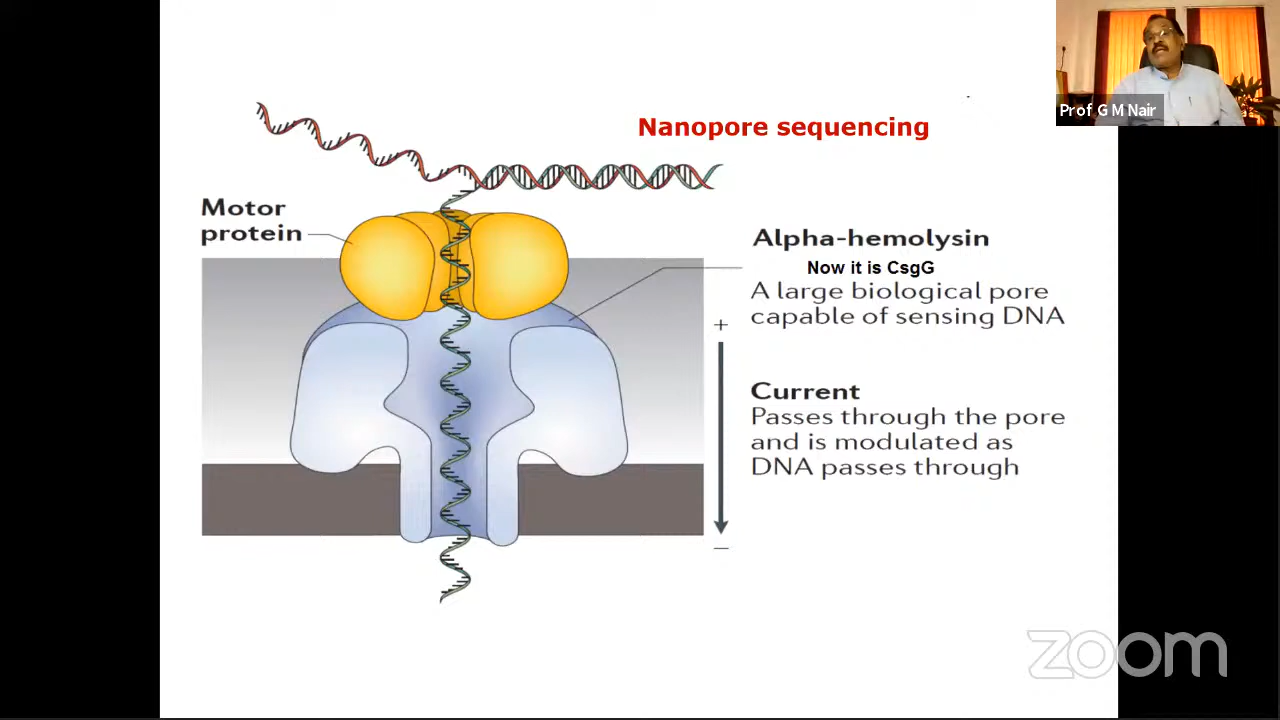 Prof G M Nair
Nanopore sequencing
Motor
protein
Alpha-hemolysin
Now it is CsgG
A large biological pore
capable of sensing DNA
+
Current
Passes through the pore
and is modulated as
DNA passes through
−
zoom